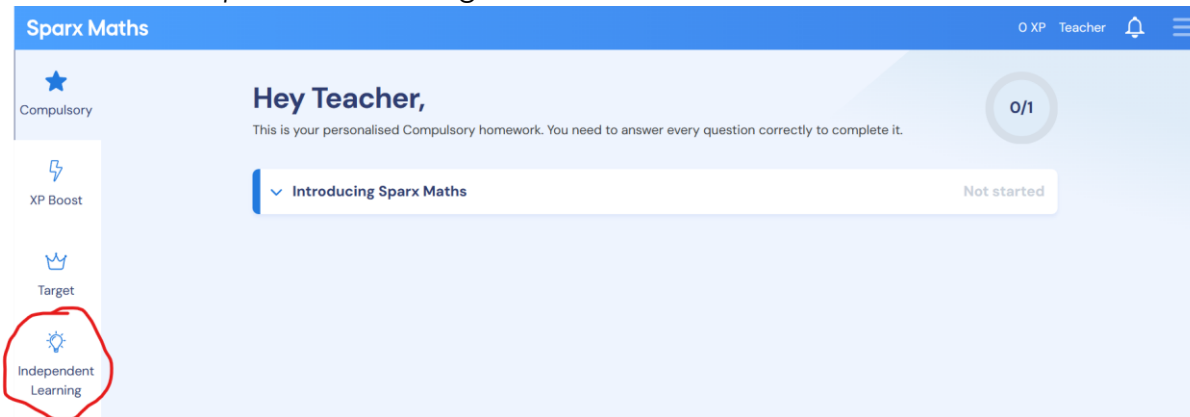 Sparx Maths
0 XP Teacher
Compulsory
Hey Teacher,
This is your personalised Compulsory homework. You need to answer every question correctly to complete it.
0/1
Introducing Sparx Maths Not started
XP Boost
Target
Independent
Learning